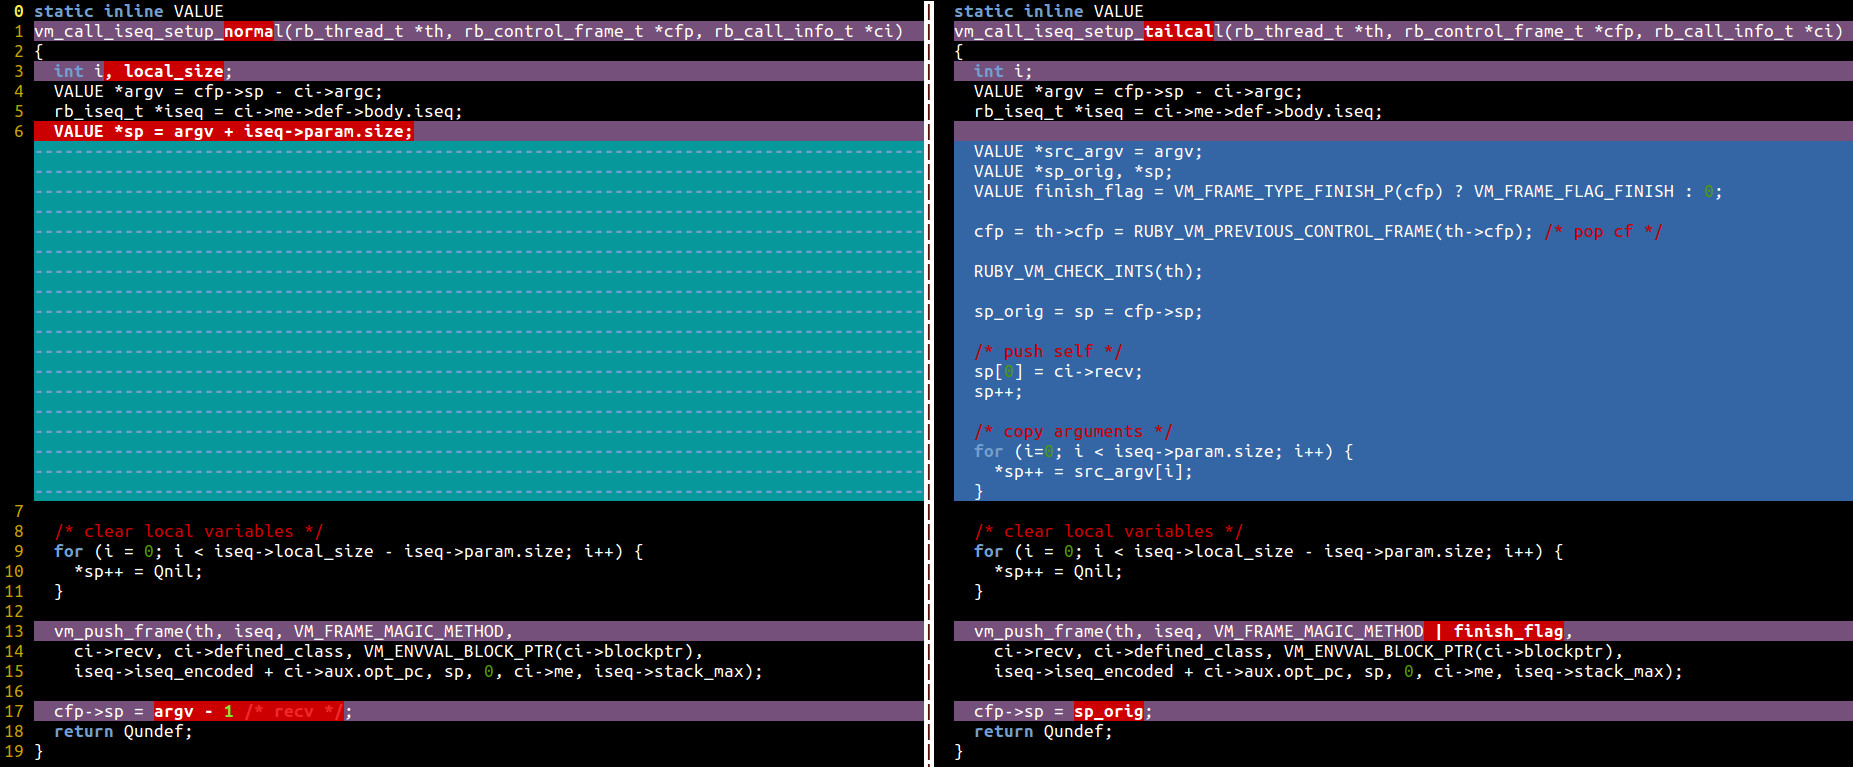 0 static inline VALUE
1 vm_call_iseq_setup_normal(rb_thread_t *th, rb_control_frame_t *cfp, rb_call_info_t *ci)
2 {
3   int i, local_size;
4   VALUE *argv = cfp->sp - ci->argc;
5   rb_iseq_t *iseq = ci->me->def->body.iseq;
6   VALUE *sp = argv + iseq->param.size;
7
8   /* clear local variables */
9   for (i = 0; i < iseq->local_size - iseq->param.size; i++) {
10     *sp++ = Qnil;
11   }
12
13   vm_push_frame(th, iseq, VM_FRAME_MAGIC_METHOD,
14     ci->recv, ci->defined_class, VM_ENVVAL_BLOCK_PTR(ci->blockptr),
15     iseq->iseq_encoded + ci->aux.opt_pc, sp, 0, ci->me, iseq->stack_max);
16
17   cfp->sp = argv - 1 /* recv */;
18   return Qundef;
19 }
static inline VALUE
vm_call_iseq_setup_tailcall(rb_thread_t *th, rb_control_frame_t *cfp, rb_call_info_t *ci)
{
  int i;
  VALUE *argv = cfp->sp - ci->argc;
  rb_iseq_t *iseq = ci->me->def->body.iseq;
  VALUE *src_argv = argv;
  VALUE *sp_orig, *sp;
  VALUE finish_flag = VM_FRAME_TYPE_FINISH_P(cfp) ? VM_FRAME_FLAG_FINISH : 0;
  cfp = th->cfp = RUBY_VM_PREVIOUS_CONTROL_FRAME(th->cfp); /* pop cf */
  RUBY_VM_CHECK_INTS(th);
  sp_orig = sp = cfp->sp;
  /* push self */
  sp[0] = ci->recv;
  sp++;
  /* copy arguments */
  for (i=0; i < iseq->param.size; i++) {
    *sp++ = src_argv[i];
  }
  /* clear local variables */
  for (i = 0; i < iseq->local_size - iseq->param.size; i++) {
    *sp++ = Qnil;
  }
  vm_push_frame(th, iseq, VM_FRAME_MAGIC_METHOD | finish_flag,
    ci->recv, ci->defined_class, VM_ENVVAL_BLOCK_PTR(ci->blockptr),
    iseq->iseq_encoded + ci->aux.opt_pc, sp, 0, ci->me, iseq->stack_max);
  cfp->sp = sp_orig;
  return Qundef;
}